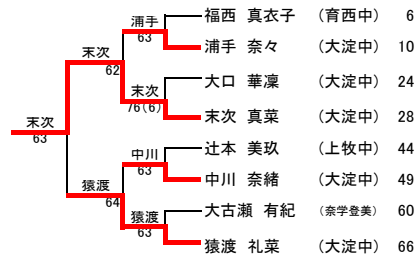 福西 真衣子 （育西中） 6
浦手
63
浦手 奈々 （大淀中） 10
末次
62
大口 華凜 （大淀中） 24
末次
76(6)
末次 真菜 （大淀中） 28
末次
63
辻本 美玖 （上牧中） 44
中川
63
中川 奈緒 （大淀中） 49
猿渡
64
大古瀬 有紀 （奈学登美） 60
猿渡
63
猿渡 礼菜 （大淀中） 66